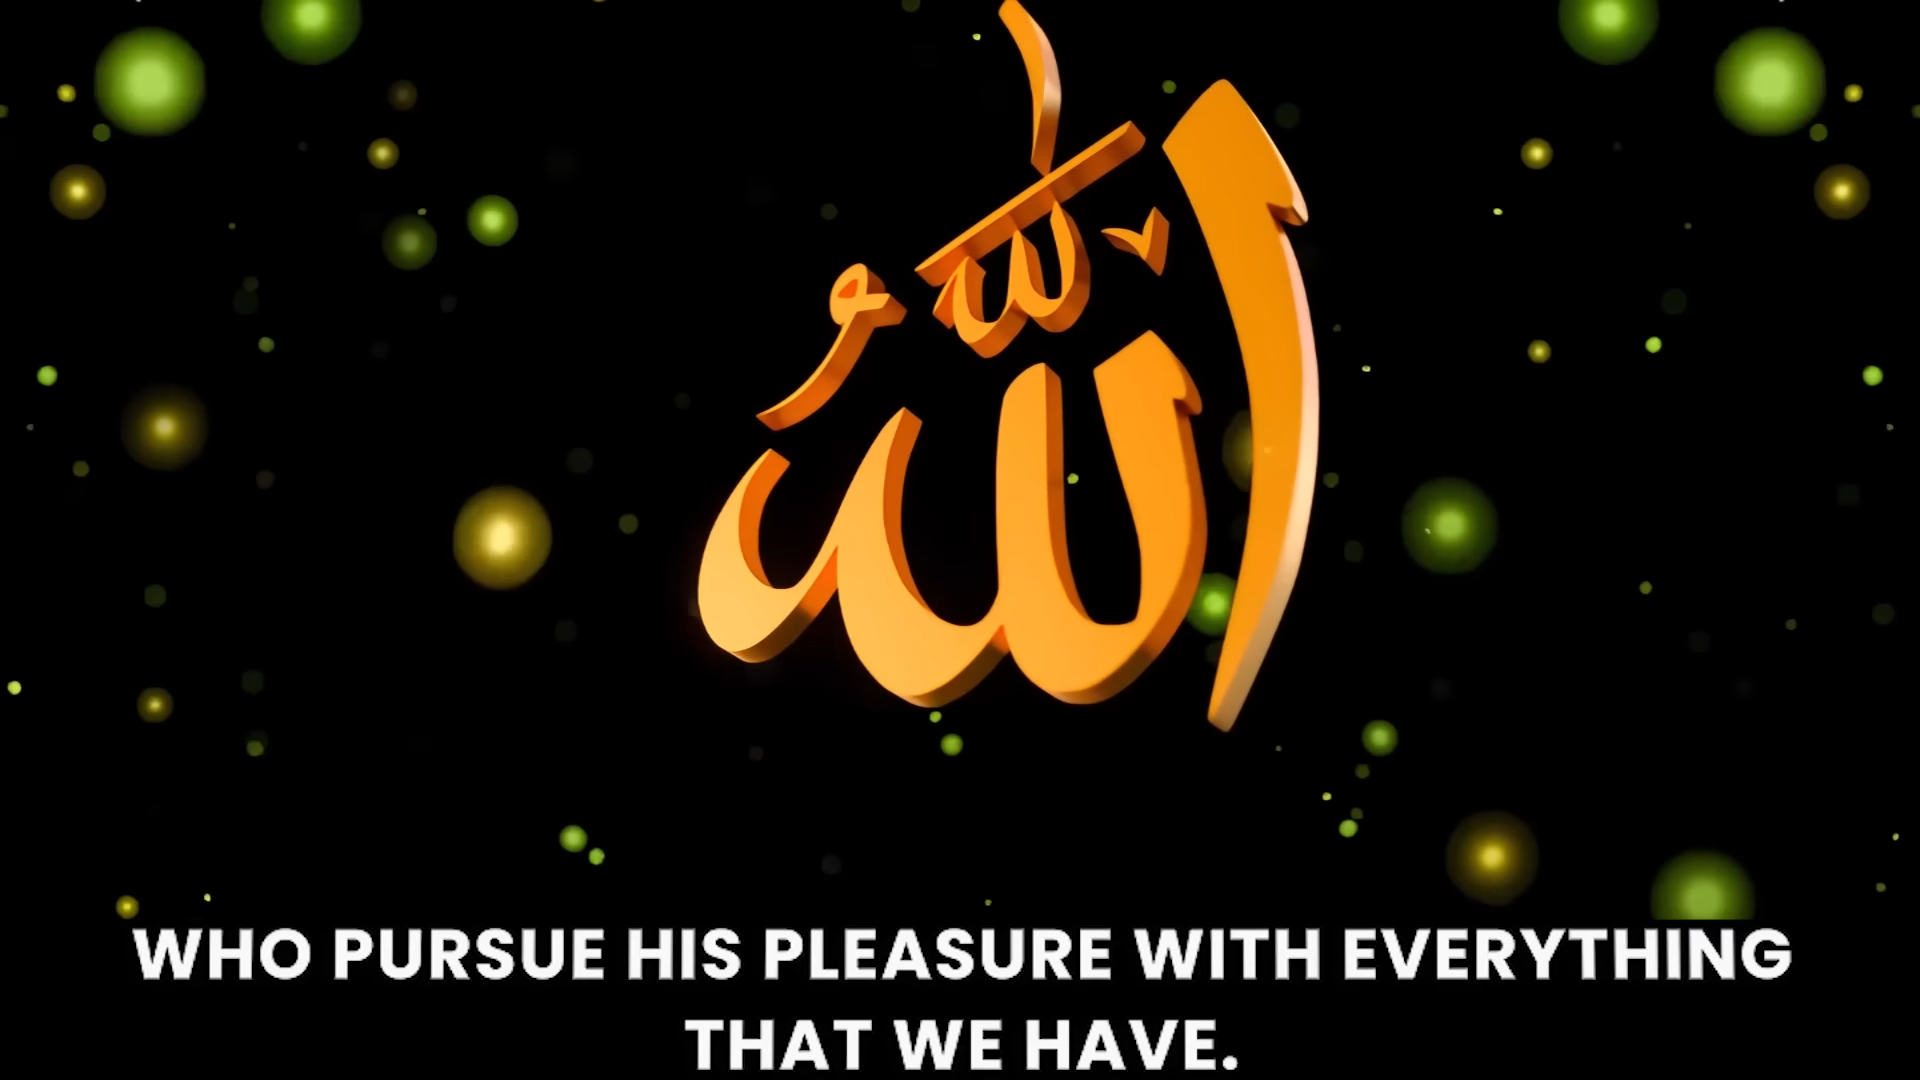 الله
WHO PURSUE HIS PLEASURE WITH EVERYTHING
THAT WE HAVE.